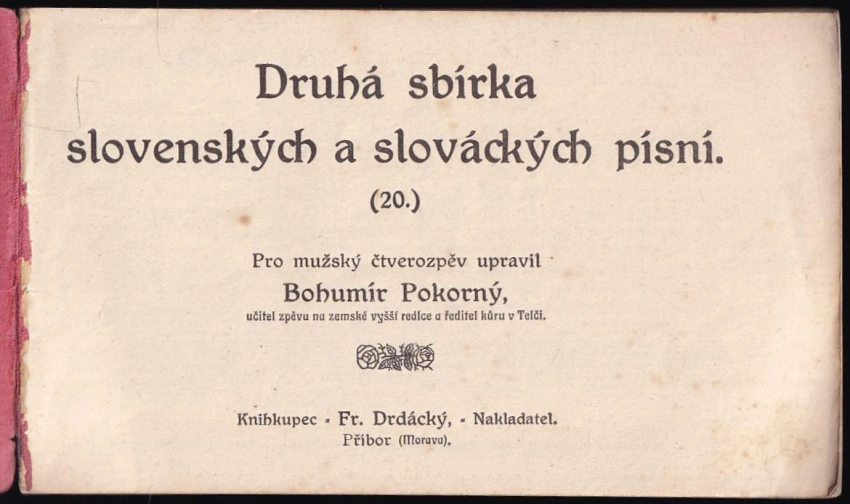 Druhá sbírka
slovenských a slováckých písní.
(20.)
Pro mužský čtverozpěv upravil
Bohumír Pokorný,
učitel zpěvu na zemské vyšší reálce a ředitel kůru v Telči.
Knihkupec - Fr. Drdácký, - Nakladatel.
Příbor (Morava).